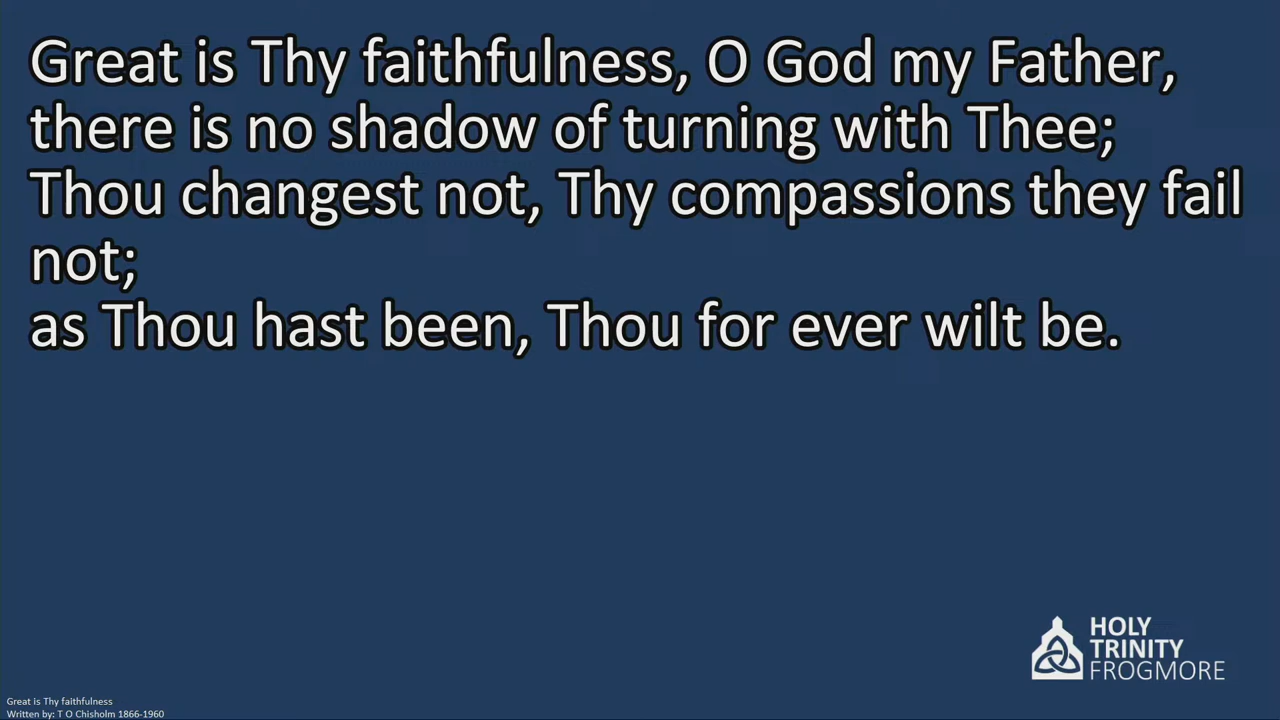 Great is Thy faithfulness, O God my Father,
there is no shadow of turning with Thee;
Thou changest not, Thy compassions they fail
not;
as Thou hast been, Thou for ever wilt be.
HOLY
TRINITY
FROGMORE
Great is Thy faithfulness
Written by: T O Chisholm 1866-1960